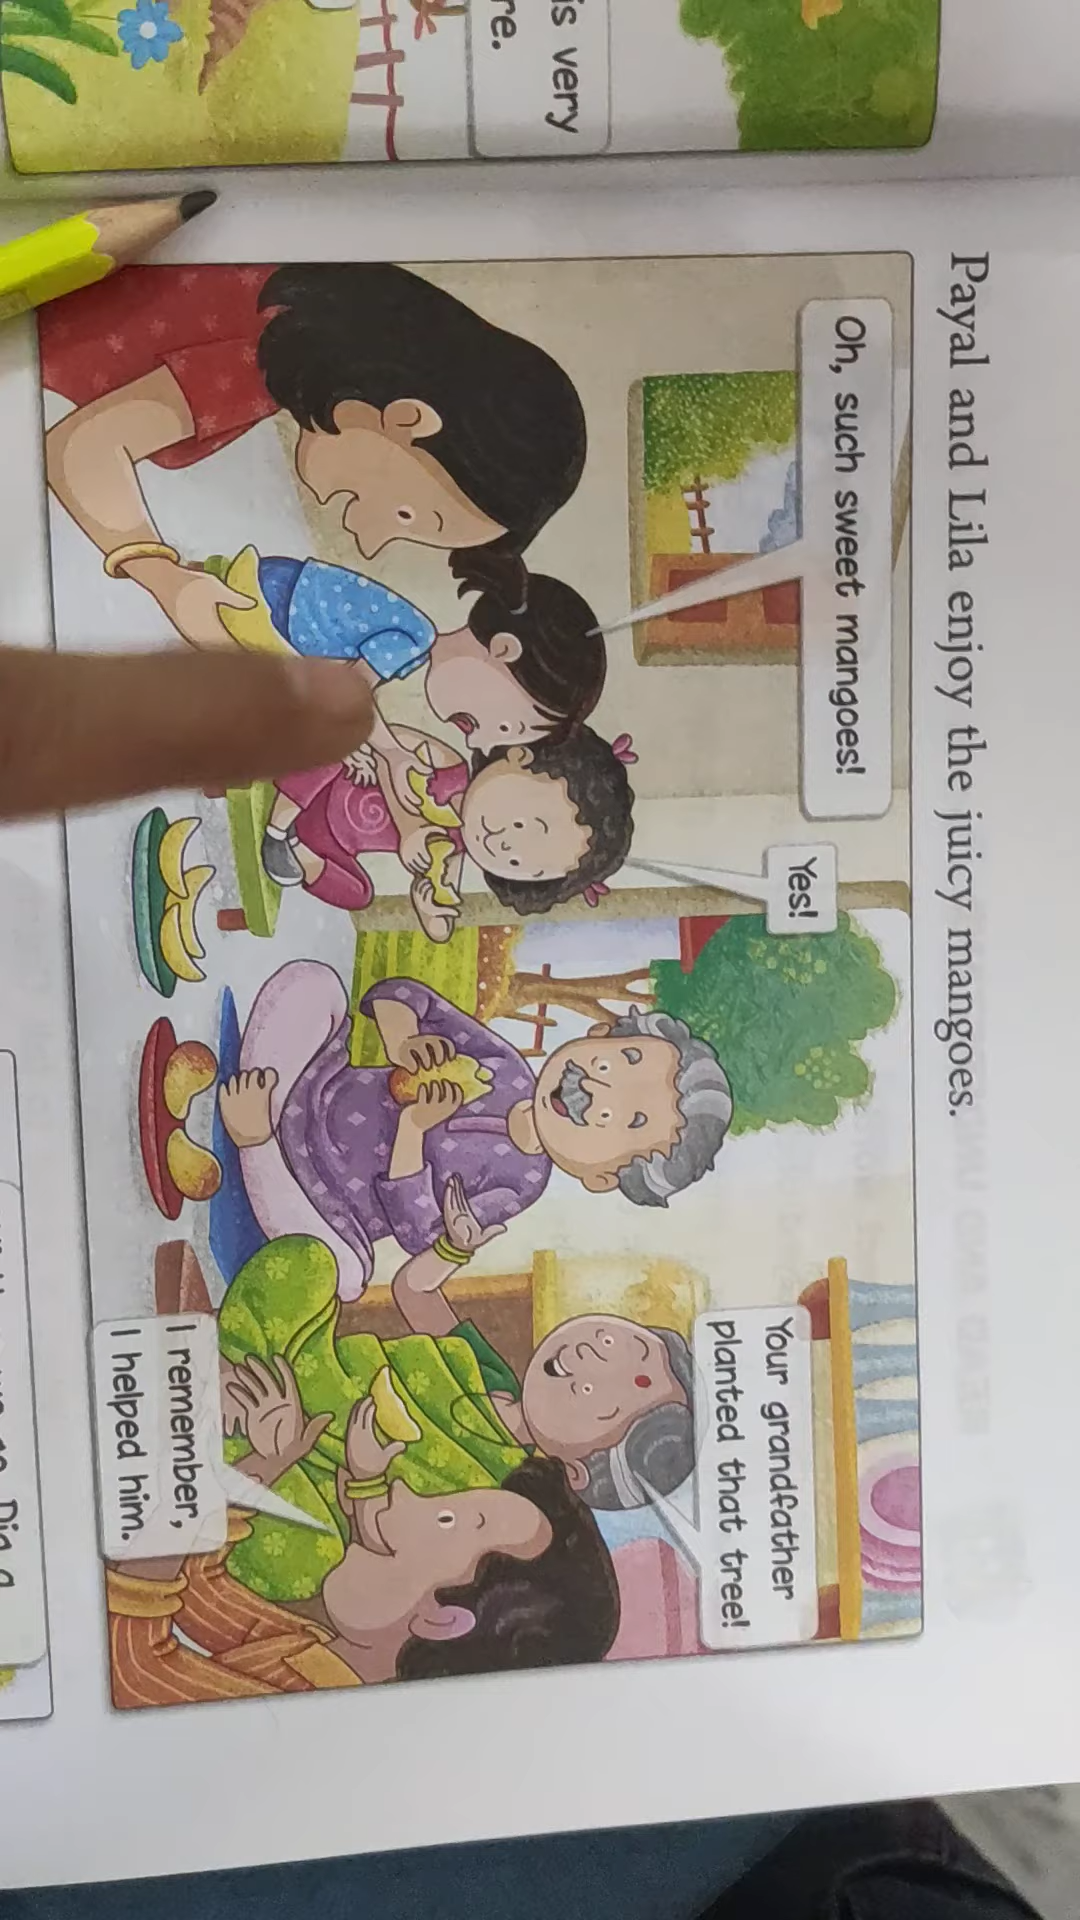 is very
re.
Payal and Lila enjoy the juicy mangoes.
Oh, such sweet mangoes!
Yes!
Your grandfather
planted that tree!
I remember,
I helped him.